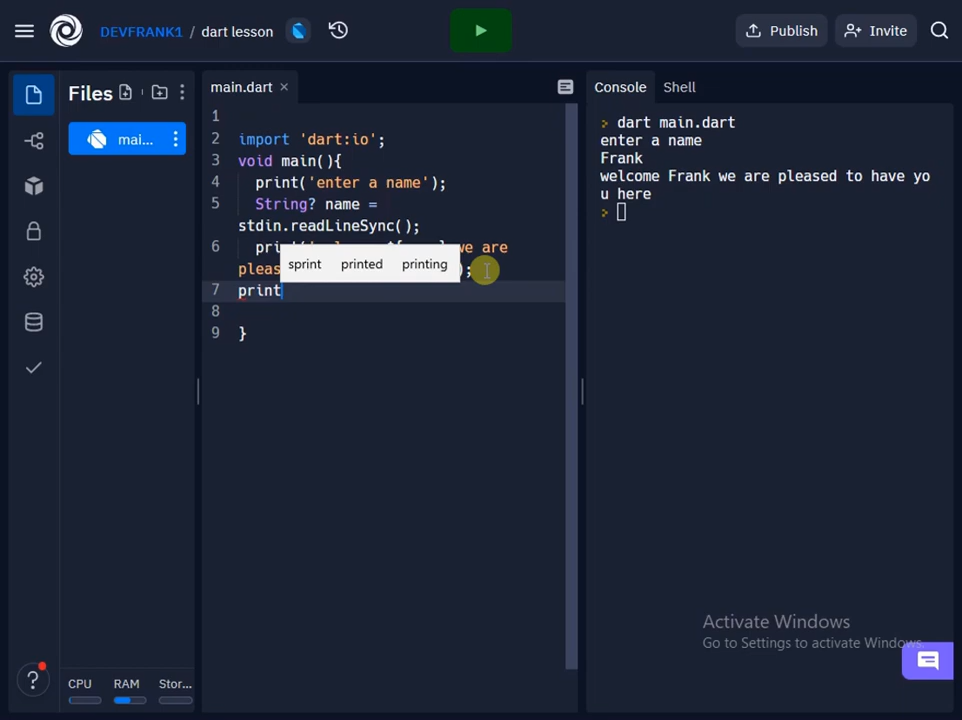 DEVFRANK1 / dart lesson
Publish
Invite
Files
mai...
main.dart
Console
Shell
1
2 import 'dart:io';
3 void main(){
4 print('enter a name');
5 String? name =
stdin.readLineSync();
6 we are
pleas
7 print
8
9 }
sprint printed printing
> dart main.dart
enter a name
Frank
welcome Frank we are pleased to have yo
u here
>
Activate Windows
Go to Settings to activate Windows.
CPU RAM Stor...